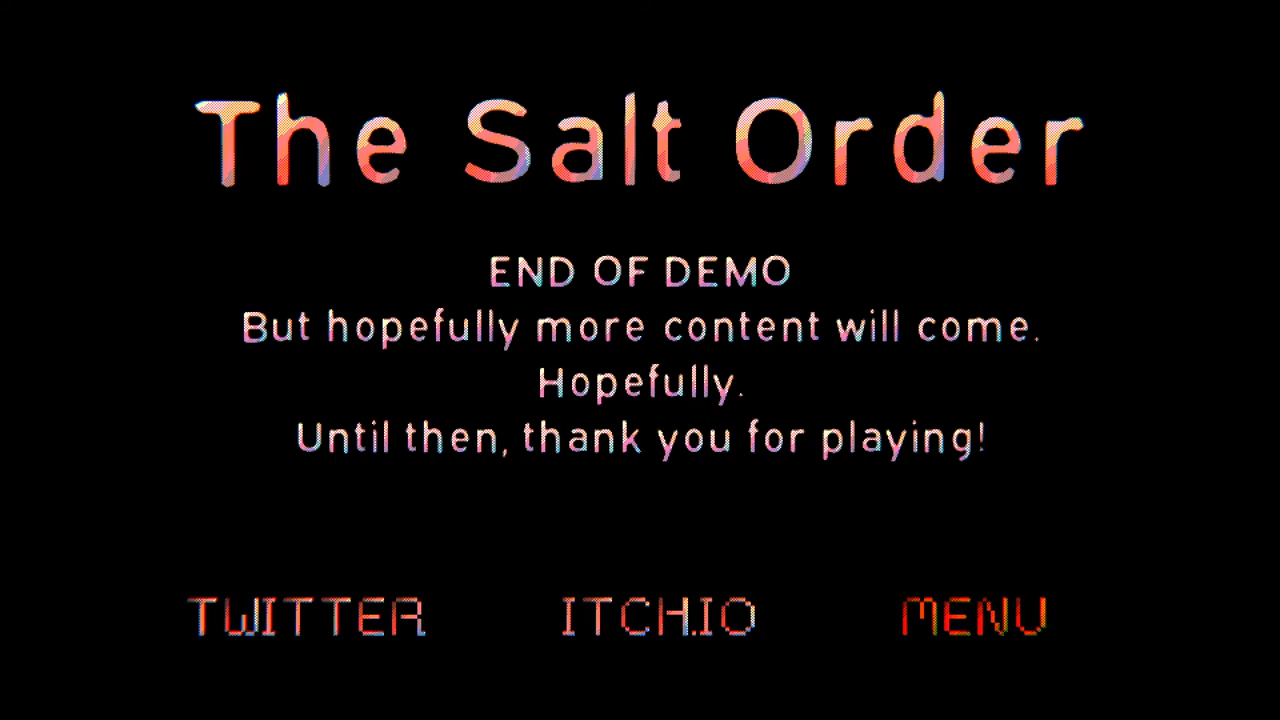 The Salt Order
END OF DEMO
But hopefully more content will come.
Hopefully.
Until then, thank you for playing!
TWITTER ITCH.IO MENU